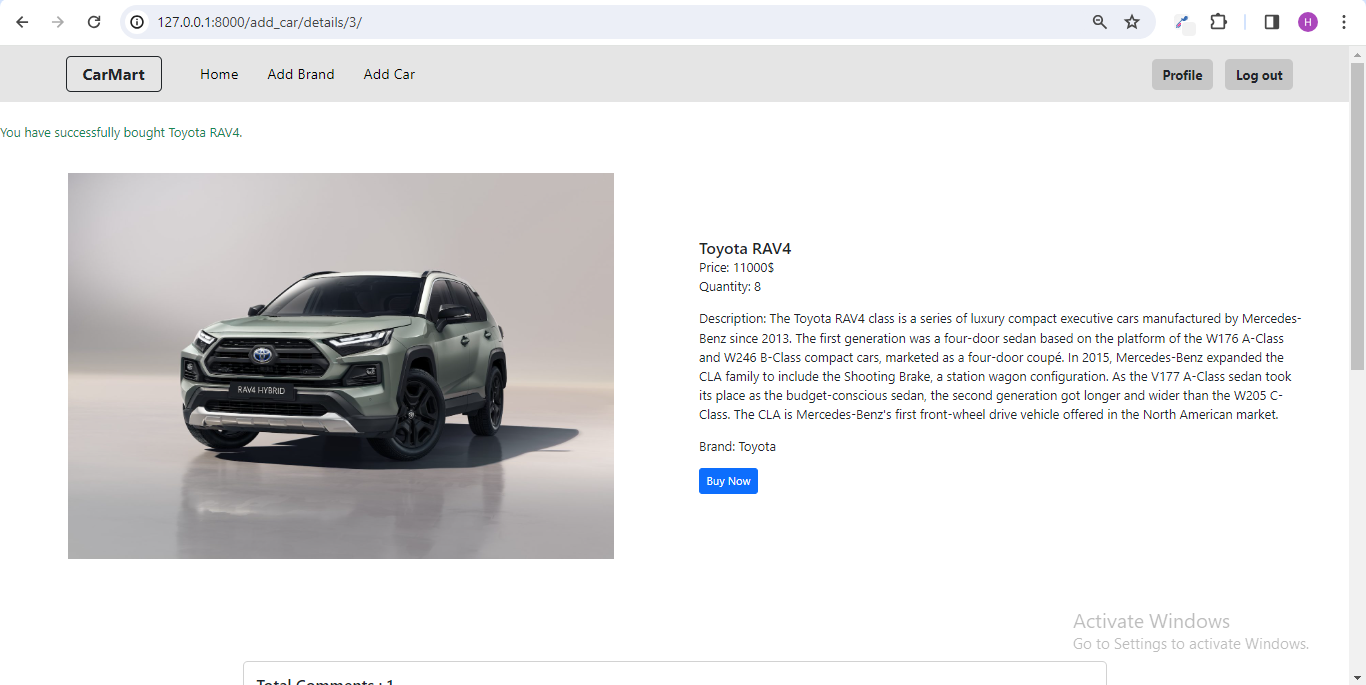 127.0.0.1:8000/add_car/details/3/
H
CarMart Home Add Brand Add Car Profile Log out
You have successfully bought Toyota RAV4.
RAV4 HYBRID
Toyota RAV4
Price: 11000$
Quantity: 8
Description: The Toyota RAV4 class is a series of luxury compact executive cars manufactured by Mercedes-
Benz since 2013. The first generation was a four-door sedan based on the platform of the W176 A-Class
and W246 B-Class compact cars, marketed as a four-door coupé. In 2015, Mercedes-Benz expanded the
CLA family to include the Shooting Brake, a station wagon configuration. As the V177 A-Class sedan took
its place as the budget-conscious sedan, the second generation got longer and wider than the W205 C-
Class. The CLA is Mercedes-Benz's first front-wheel drive vehicle offered in the North American market.
Brand: Toyota
Buy Now
Activate Windows
Go to Settings to activate Windows.
Total Comments : 1